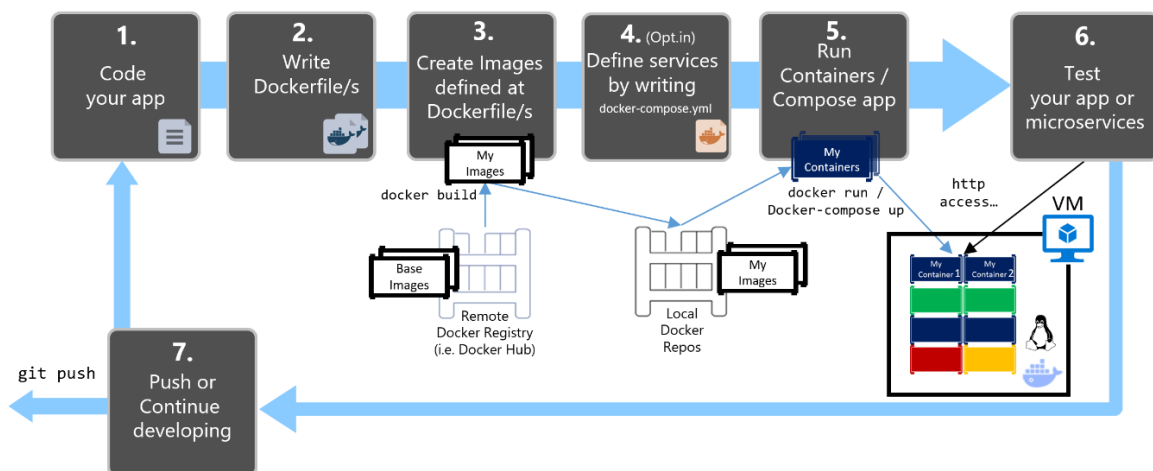 1.
Code
your app
2.
Write
Dockerfile/s
3.
Create Images
defined at
Dockerfile/s
My
Images
4. (Opt.in)
Define services
by writing
docker-compose.yml
5.
Run
Containers /
Compose app
My
Containers
6.
Test
your app or
microservices
docker build
docker run /
Docker-compose up
http
access…
VM
Base
Images
Remote
Docker Registry
(i.e. Docker Hub)
My
Images
Local
Docker
Repos
My
Container 1
My
Container 2
7.
Push or
Continue
developing
git push